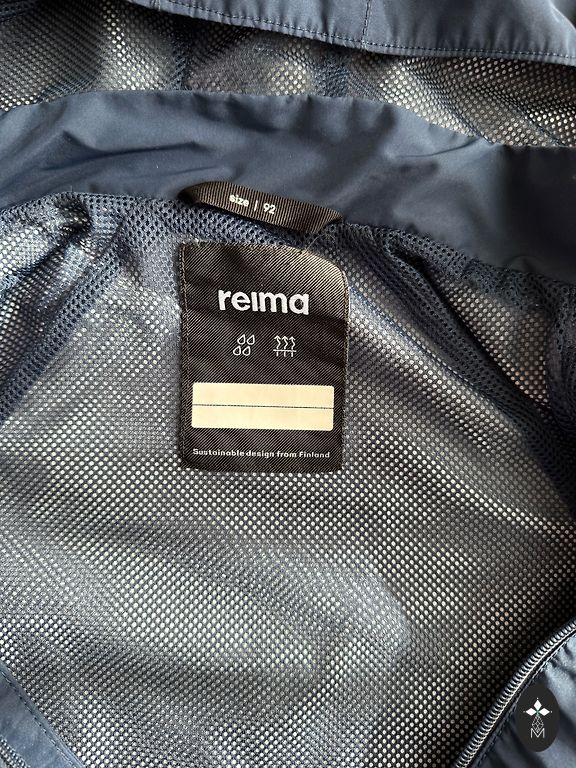 size | 92
reima
Sustainable design from Finland